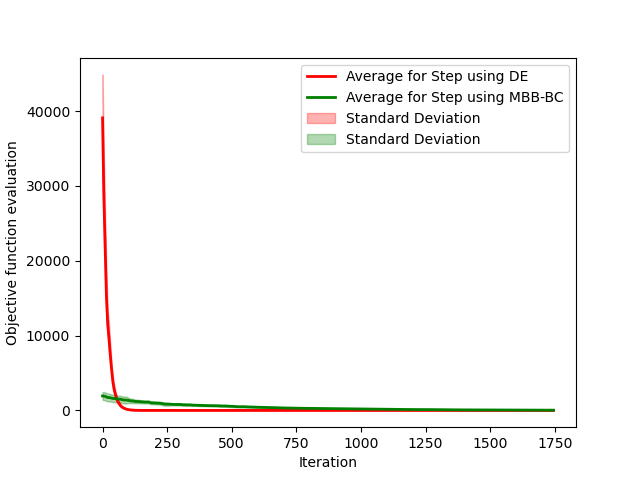 Average for Step using DE
Average for Step using MBB-BC
Standard Deviation
Standard Deviation
Objective function evaluation
40000
30000
20000
10000
0
0 250 500 750 1000 1250 1500 1750
Iteration